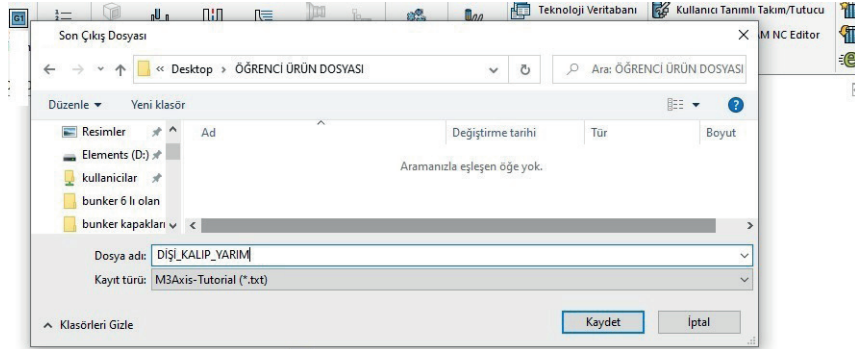 G1
Teknoloji Veritabanı
Kullanıcı Tanımlı Takım/Tutucu
Son Çıkış Dosyası
AM NC Editor
« Desktop › ÖĞRENCİ ÜRÜN DOSYASI
Ara: ÖĞRENCİ ÜRÜN DOSYASI
Düzenle
Yeni klasör
Resimler
Ad
Değiştirme tarihi
Tür
Boyut
Elements (D:)
Aramanızla eşleşen öğe yok.
kullanicilar
bunker 6 lı olan
bunker kapakları
Dosya adı: DİŞİ_KALIP_YARIM
Kayıt türü: M3Axis-Tutorial (*.txt)
Klasörleri Gizle
Kaydet
İptal